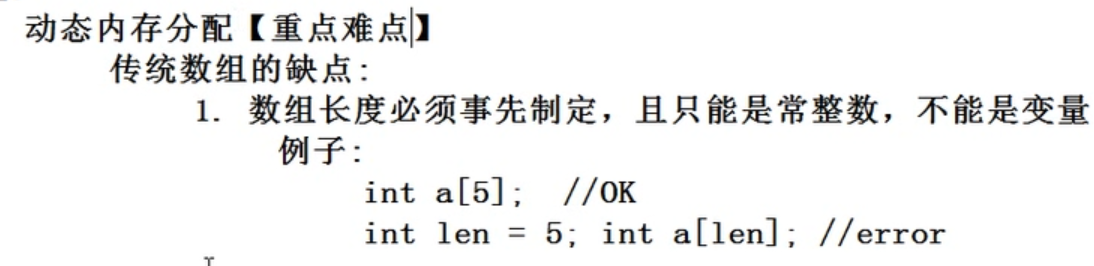 动态内存分配【重点难点】
传统数组的缺点：
1. 数组长度必须事先制定，且只能是常整数，不能是变量
例子：
int a[5]; //OK
int len = 5; int a[len]; //error